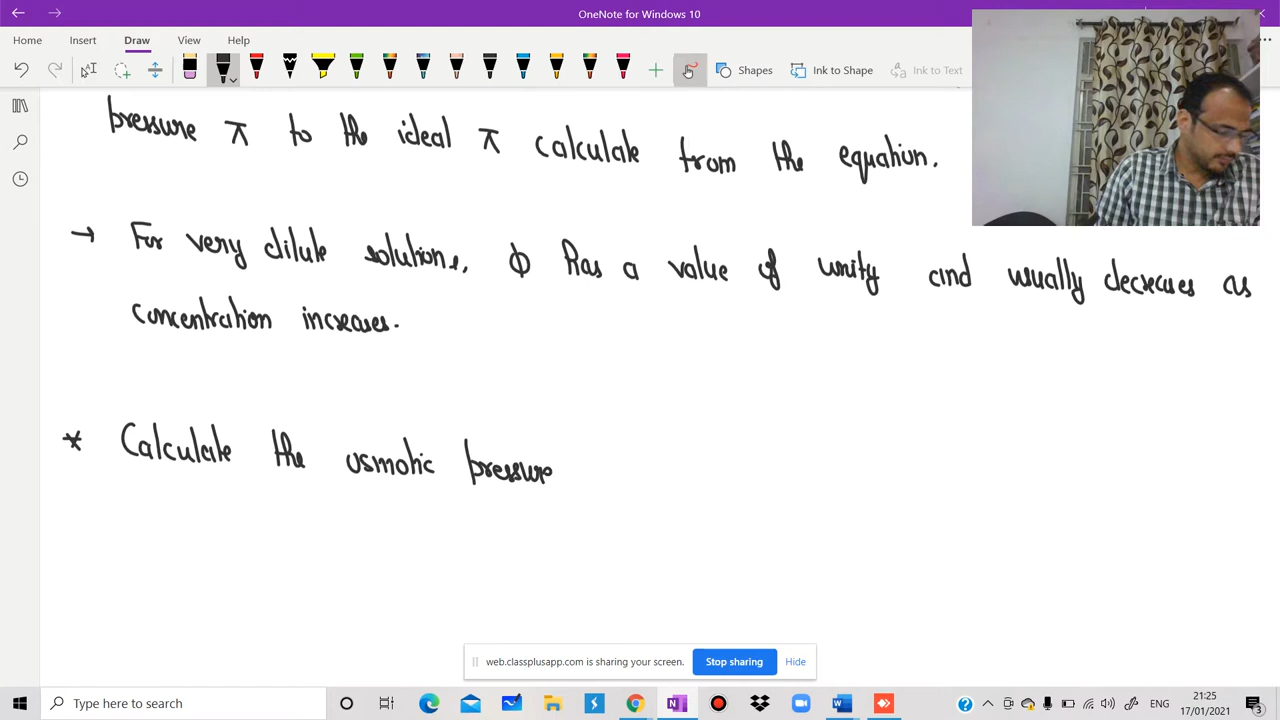 OneNote for Windows 10
Home Insert Draw View Help
Shapes Ink to Shape Ink to Text
pressure π to the ideal π calculate from the equation.
→ For very dilute solutions, ϕ has a value of unity and usually decreases as
concentration increases.
* Calculate the osmotic pressure
web.classplusapp.com is sharing your screen. Stop sharing Hide
Type here to search
ENG
21:25
17/01/2021
3